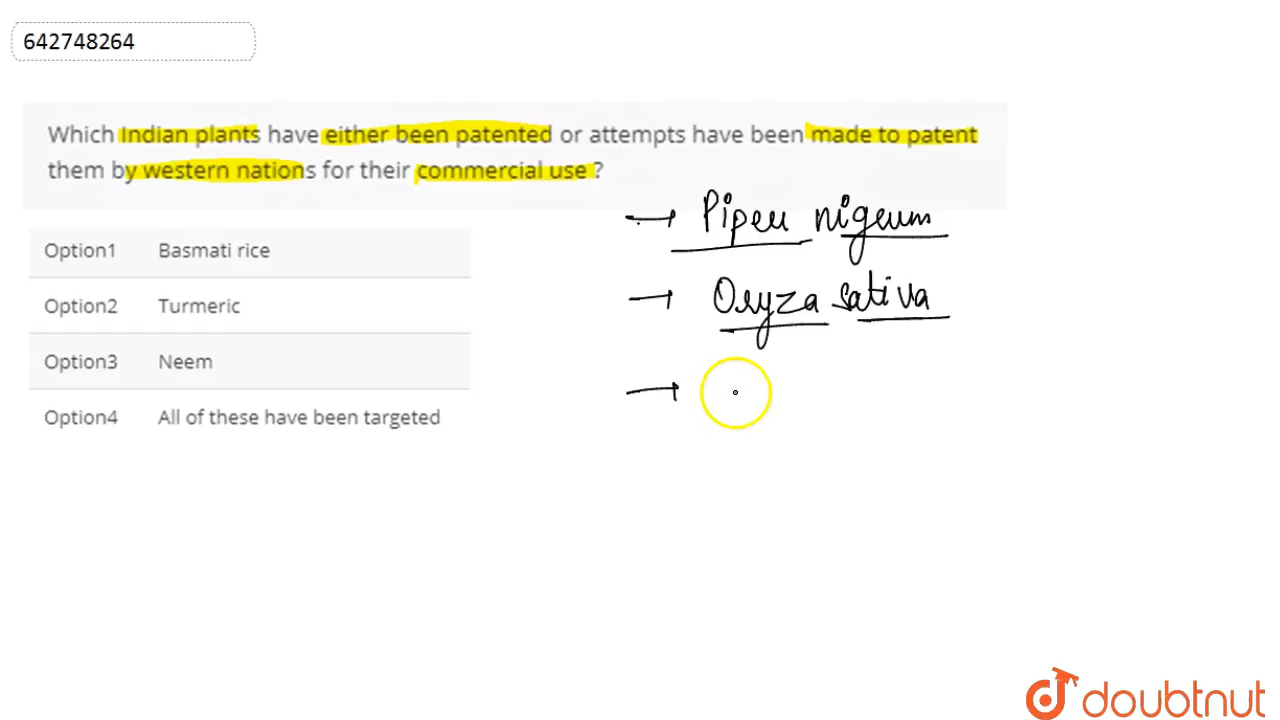 642748264
Which Indian plants have either been patented or attempts have been made to patent
them by western nations for their commercial use ?
→ Piper nigrum
Option1 Basmati rice
→ Oryza sativa
Option2 Turmeric
Option3 Neem
→
Option4 All of these have been targeted
doubtnut